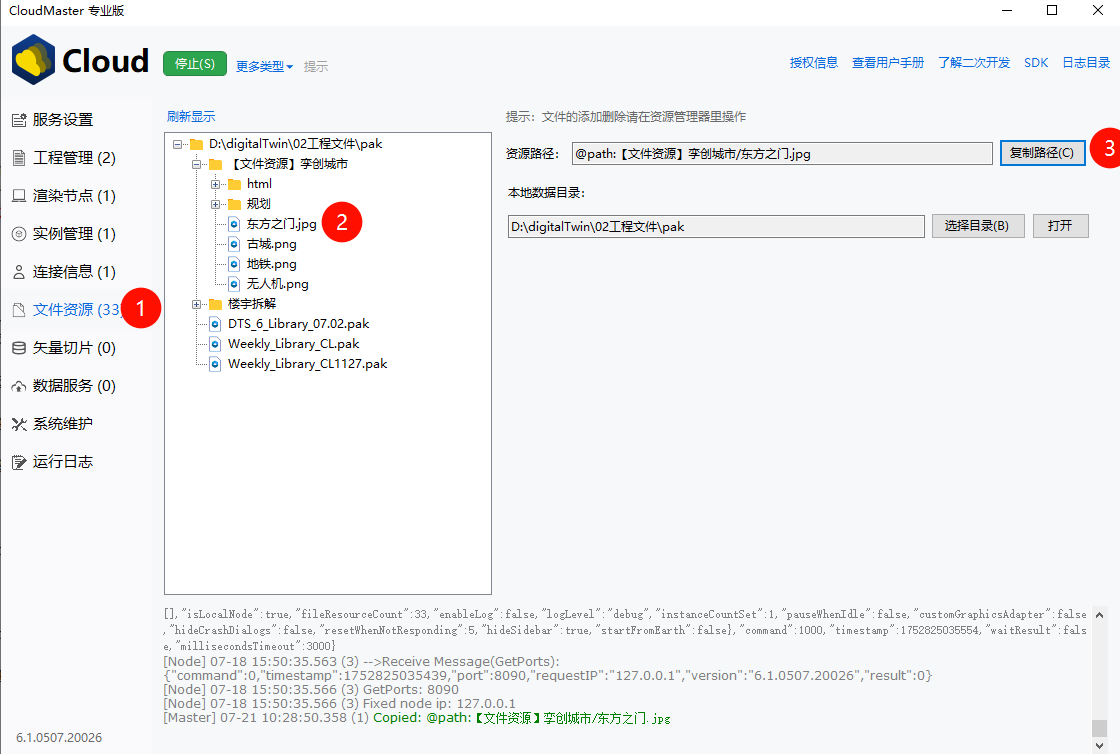 CloudMaster 专业版
Cloud 停止(S) 更多类型 提示
授权信息 查看用户手册 了解二次开发 SDK 日志目录
服务设置
工程管理 (2)
渲染节点 (1)
实例管理 (1)
连接信息 (1)
文件资源 (33)
1
矢量切片 (0)
数据服务 (0)
系统维护
运行日志
6.1.0507.20026
刷新显示
D:\digitalTwin\02工程文件\pak
【文件资源】孪创城市
html
规划
东方之门.jpg
2
古城.png
地铁.png
无人机.png
楼宇拆解
DTS_6_Library_07.02.pak
Weekly_Library_CL.pak
Weekly_Library_CL1127.pak
提示：文件的添加删除请在资源管理器里操作
资源路径： @path:【文件资源】孪创城市/东方之门.jpg 复制路径(C)
3
本地数据目录：
D:\digitalTwin\02工程文件\pak 选择目录(B) 打开
[],"isLocalNode":true,"fileResourceCount":33,"enableLog":false,"logLevel":"debug","instanceCountSet":1,"pauseWhenIdle":false,"customGraphicsAdapter":false
,"hideCrashDialogs":false,"resetWhenNotResponding":5,"hideSidebar":true,"startFromEarth":false},"command":1000,"timestamp":1752825035554,"waitResult":fals
e,"millisecondsTimeout":3000}
[Node] 07-18 15:50:35.563 (3) -->Receive Message(GetPorts):
{"command":0,"timestamp":1752825035439,"port":8090,"requestIP":"127.0.0.1","version":"6.1.0507.20026","result":0}
[Node] 07-18 15:50:35.566 (3) GetPorts: 8090
[Node] 07-18 15:50:35.566 (3) Fixed node ip: 127.0.0.1
[Master] 07-21 10:28:50.358 (1) Copied: @path:【文件资源】孪创城市/东方之门.jpg